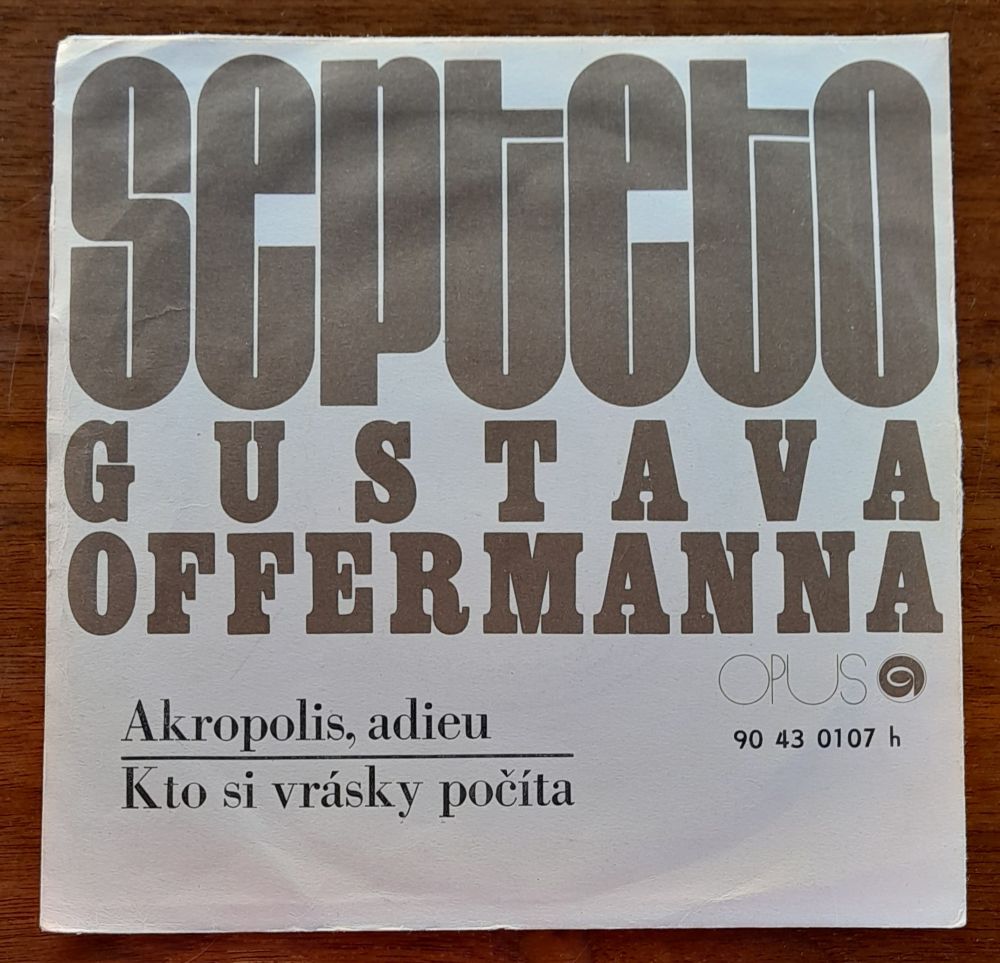 septeto
GUSTAVA
OFFERMANNA
OPUS
90 43 0107 h
Akropolis, adieu
Kto si vrásky počíta